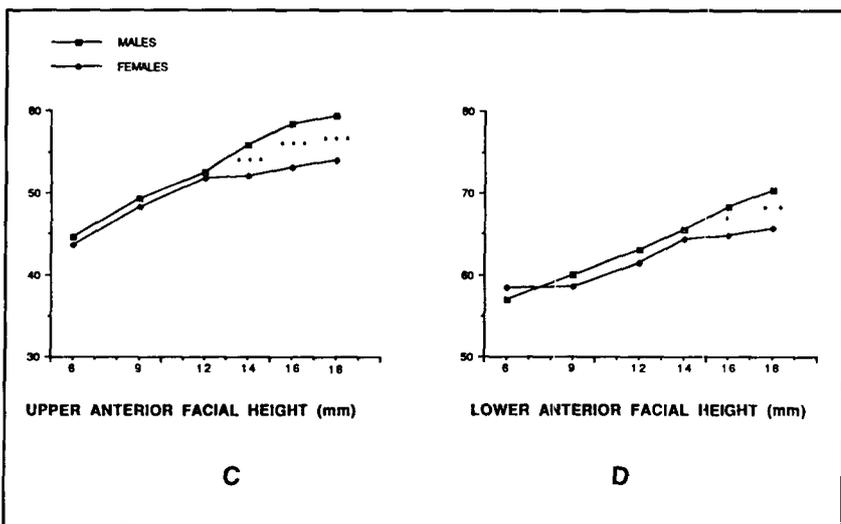 MALES
FEMALES
60
50
40
30
6 9 12 14 16 18
UPPER ANTERIOR FACIAL HEIGHT (mm)
C
80
70
60
50
6 9 12 14 16 18
LOWER ANTERIOR FACIAL HEIGHT (mm)
D